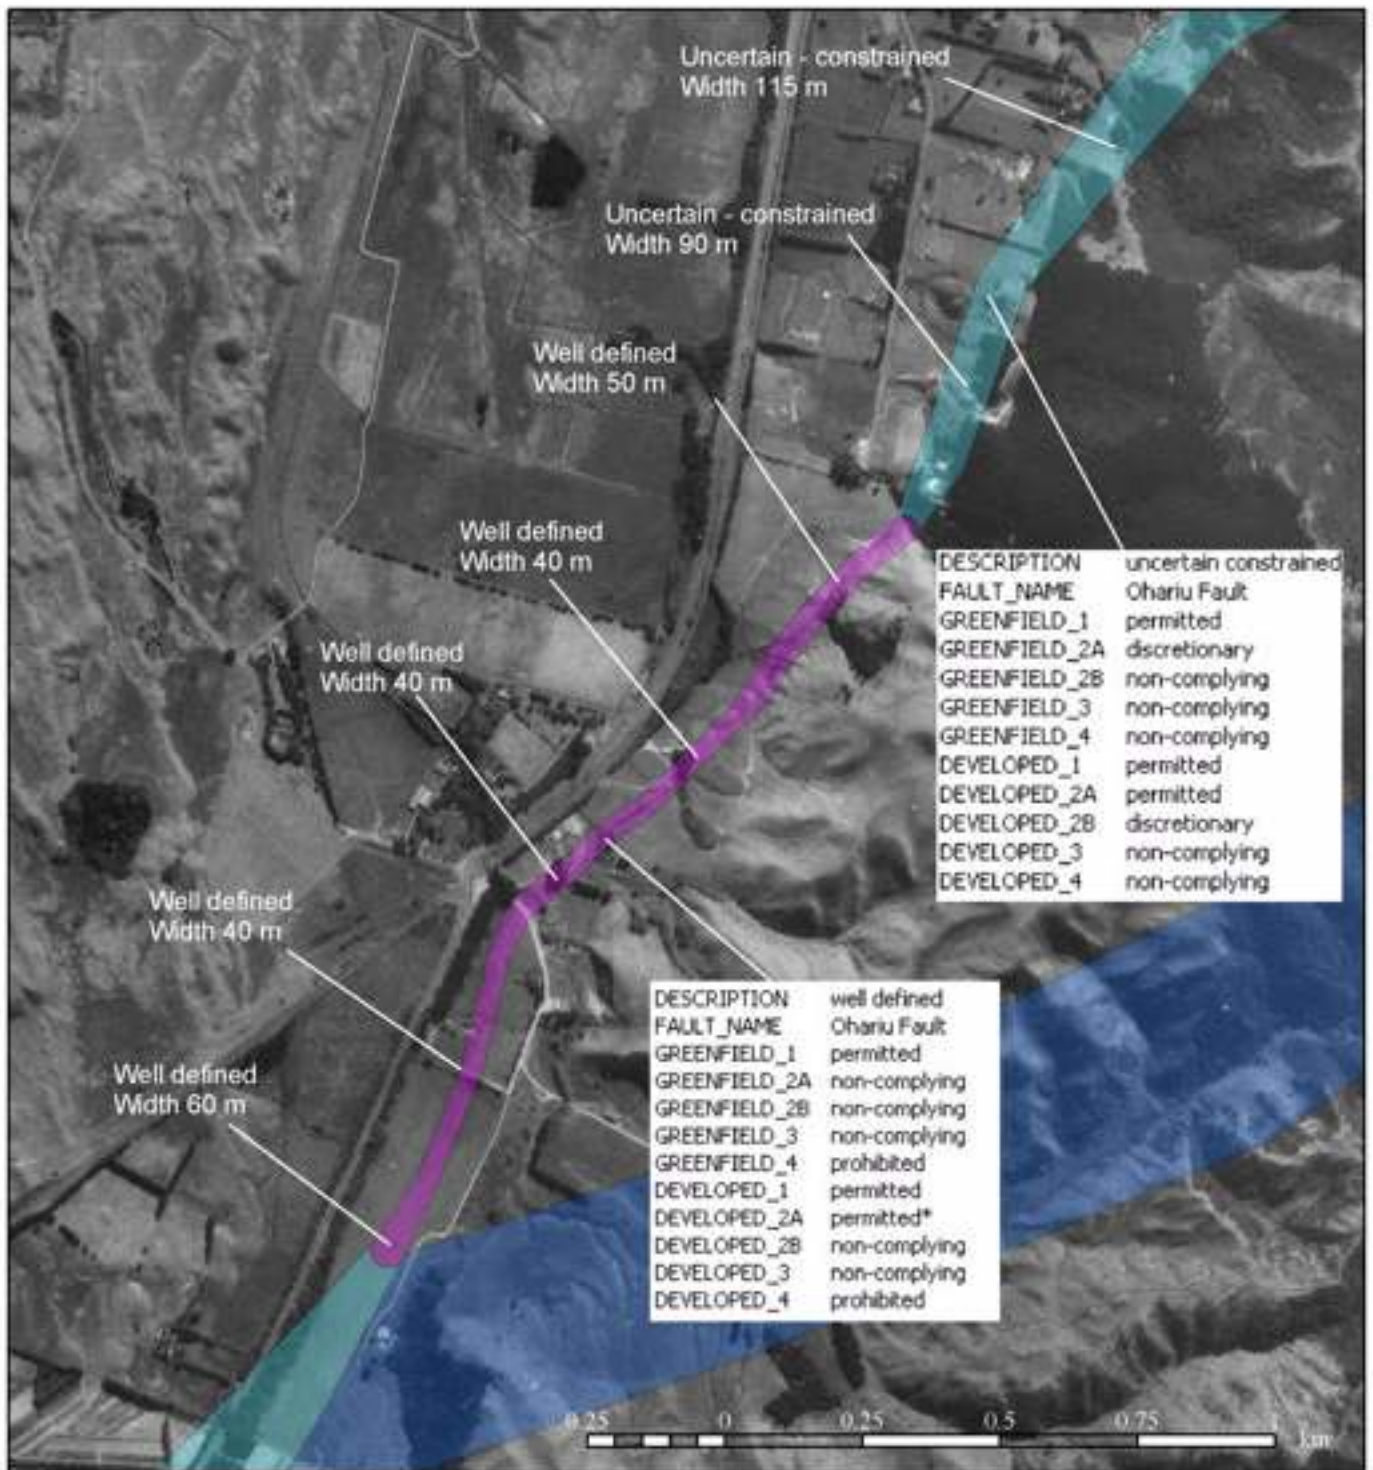 Uncertain - constrained
Width 115 m
Uncertain - constrained
Width 90 m
Well defined
Width 50 m
Well defined
Width 40 m
Well defined
Width 40 m
Well defined
Width 40 m
Well defined
Width 60 m
DESCRIPTION uncertain constrained
FAULT_NAME Ohariu Fault
GREENFIELD_1 permitted
GREENFIELD_2A discretionary
GREENFIELD_2B non-complying
GREENFIELD_3 non-complying
GREENFIELD_4 non-complying
DEVELOPED_1 permitted
DEVELOPED_2A permitted
DEVELOPED_2B discretionary
DEVELOPED_3 non-complying
DEVELOPED_4 non-complying
DESCRIPTION well defined
FAULT_NAME Ohariu Fault
GREENFIELD_1 permitted
GREENFIELD_2A non-complying
GREENFIELD_2B non-complying
GREENFIELD_3 non-complying
GREENFIELD_4 prohibited
DEVELOPED_1 permitted
DEVELOPED_2A permitted*
DEVELOPED_2B non-complying
DEVELOPED_3 non-complying
DEVELOPED_4 prohibited
0.25 0 0.25 0.5 0.75 1 km